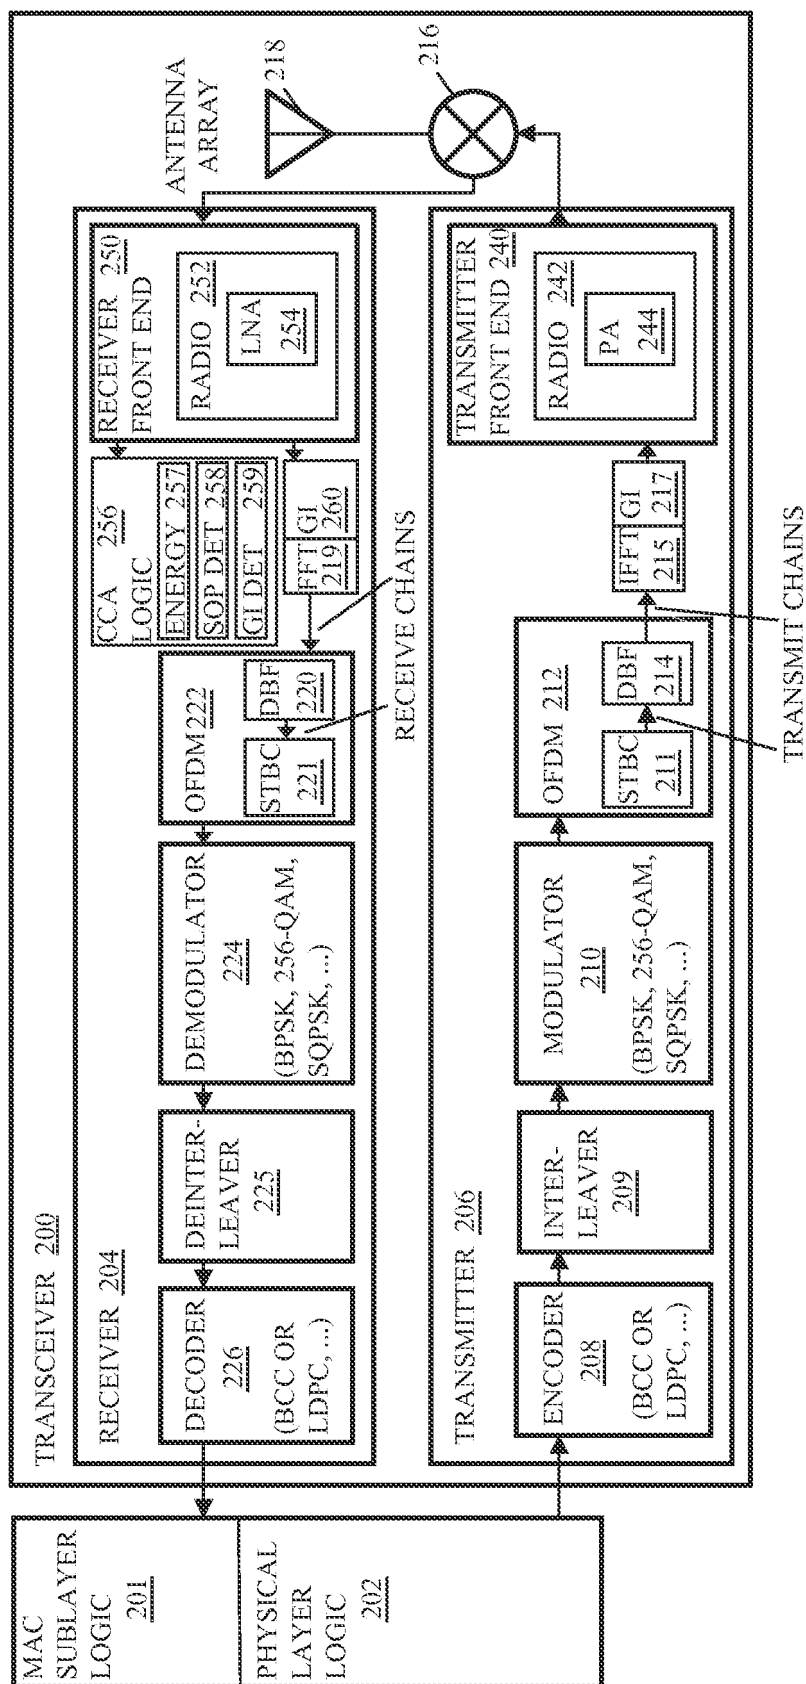 MAC
SUBLAYER
LOGIC
201
PHYSICAL
LAYER
LOGIC
202
TRANSCEIVER 200
RECEIVER 204
DECODER
226
(BCC OR
LDPC, ...)
DEINTER-
LEAVER
225
DEMODULATOR
224
(BPSK, 256-QAM,
SQPSK, ...)
OFDM 222
STBC
221
DBF
220
RECEIVE CHAINS
CCA 256
LOGIC
ENERGY 257
SOP DET 258
GI DET 259
FFT
219
GI
260
RECEIVER 250
FRONT END
RADIO 252
LNA
254
ANTENNA
ARRAY
218
216
TRANSMITTER 206
ENCODER
208
(BCC OR
LDPC, ...)
INTER-
LEAVER
209
MODULATOR
210
(BPSK, 256-QAM,
SQPSK, ...)
OFDM 212
STBC
211
DBF
214
TRANSMIT CHAINS
IFFT
215
GI
217
TRANSMITTER
FRONT END 240
RADIO 242
PA
244